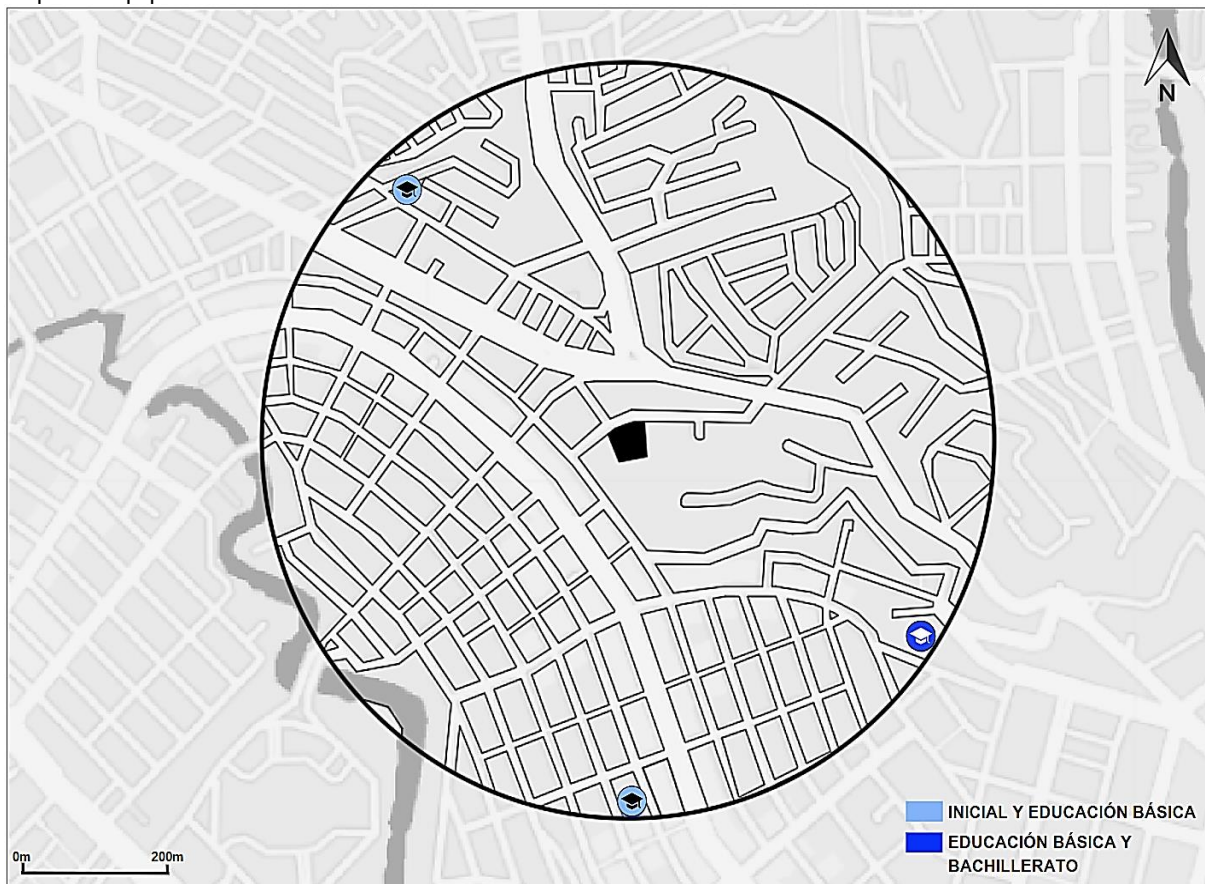 N
INICIAL Y EDUCACIÓN BÁSICA
EDUCACIÓN BÁSICA Y
BACHILLERATO
0m 200m